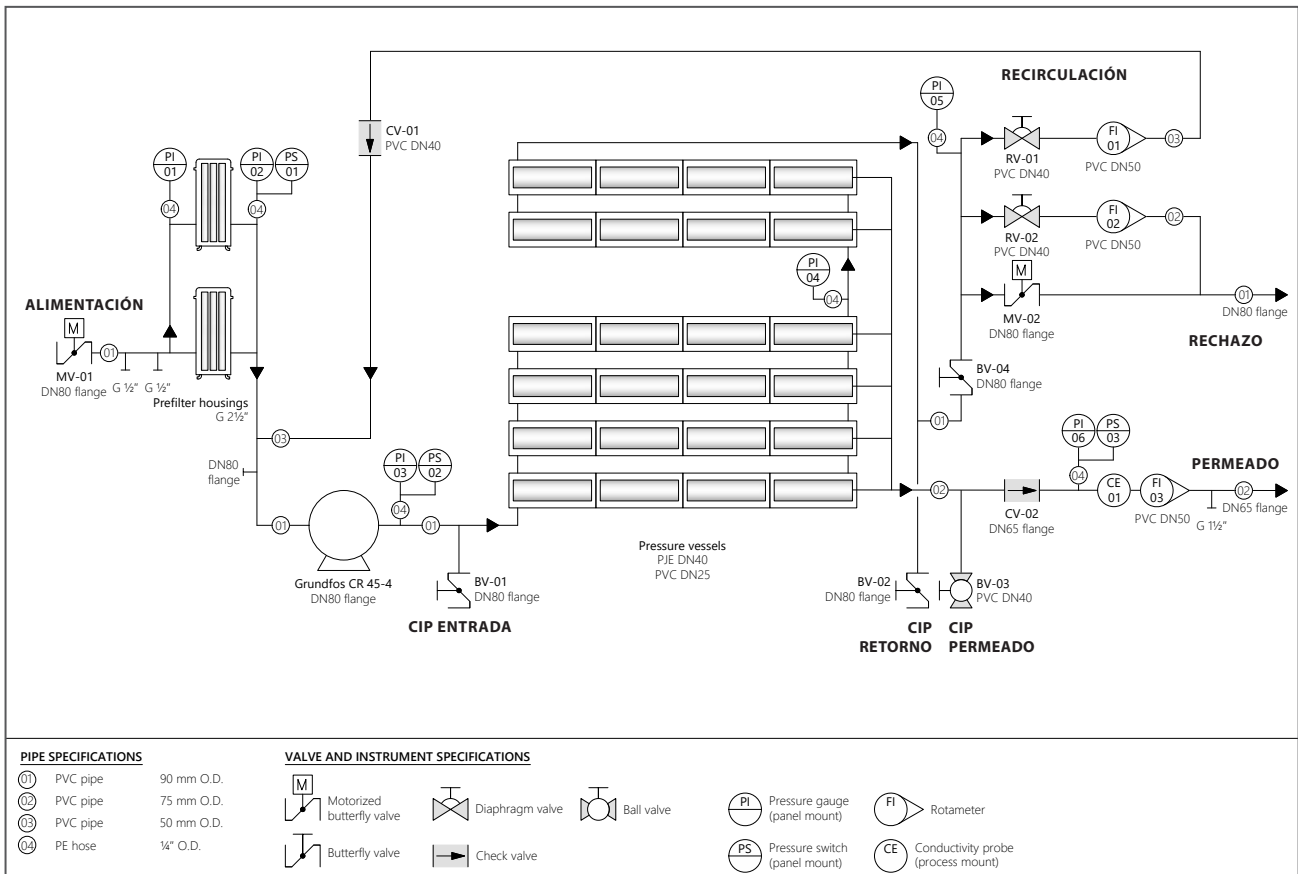 RECIRCULACIÓN
PI
05
04
CV-01
PVC DN40
RV-01
PVC DN40
FI
01
PVC DN50
03
PI
01
PI
02
PS
01
04
04
RV-02
PVC DN40
FI
02
PVC DN50
02
PI
04
04
M
MV-02
DN80 flange
01
DN80 flange
RECHAZO
ALIMENTACIÓN
M
MV-01
DN80 flange
01
G ½"
G ½"
Prefilter housings
G 2½"
03
DN80
flange
BV-04
DN80 flange
01
PI
03
PS
02
04
01
01
Grundfos CR 45-4
DN80 flange
BV-01
DN80 flange
CIP ENTRADA
Pressure vessels
PJE DN40
PVC DN25
02
BV-02
DN80 flange
CIP
RETORNO
BV-03
PVC DN40
CIP
PERMEADO
CV-02
DN65 flange
PI
06
PS
03
04
CE
01
FI
03
PVC DN50
G 1½"
PERMEADO
02
DN65 flange
PIPE SPECIFICATIONS
01 PVC pipe 90 mm O.D.
02 PVC pipe 75 mm O.D.
03 PVC pipe 50 mm O.D.
04 PE hose ¼" O.D.
VALVE AND INSTRUMENT SPECIFICATIONS
M
Motorized
butterfly valve
Butterfly valve
Diaphragm valve
Check valve
Ball valve
PI
Pressure gauge
(panel mount)
PS
Pressure switch
(panel mount)
FI
Rotameter
CE
Conductivity probe
(process mount)